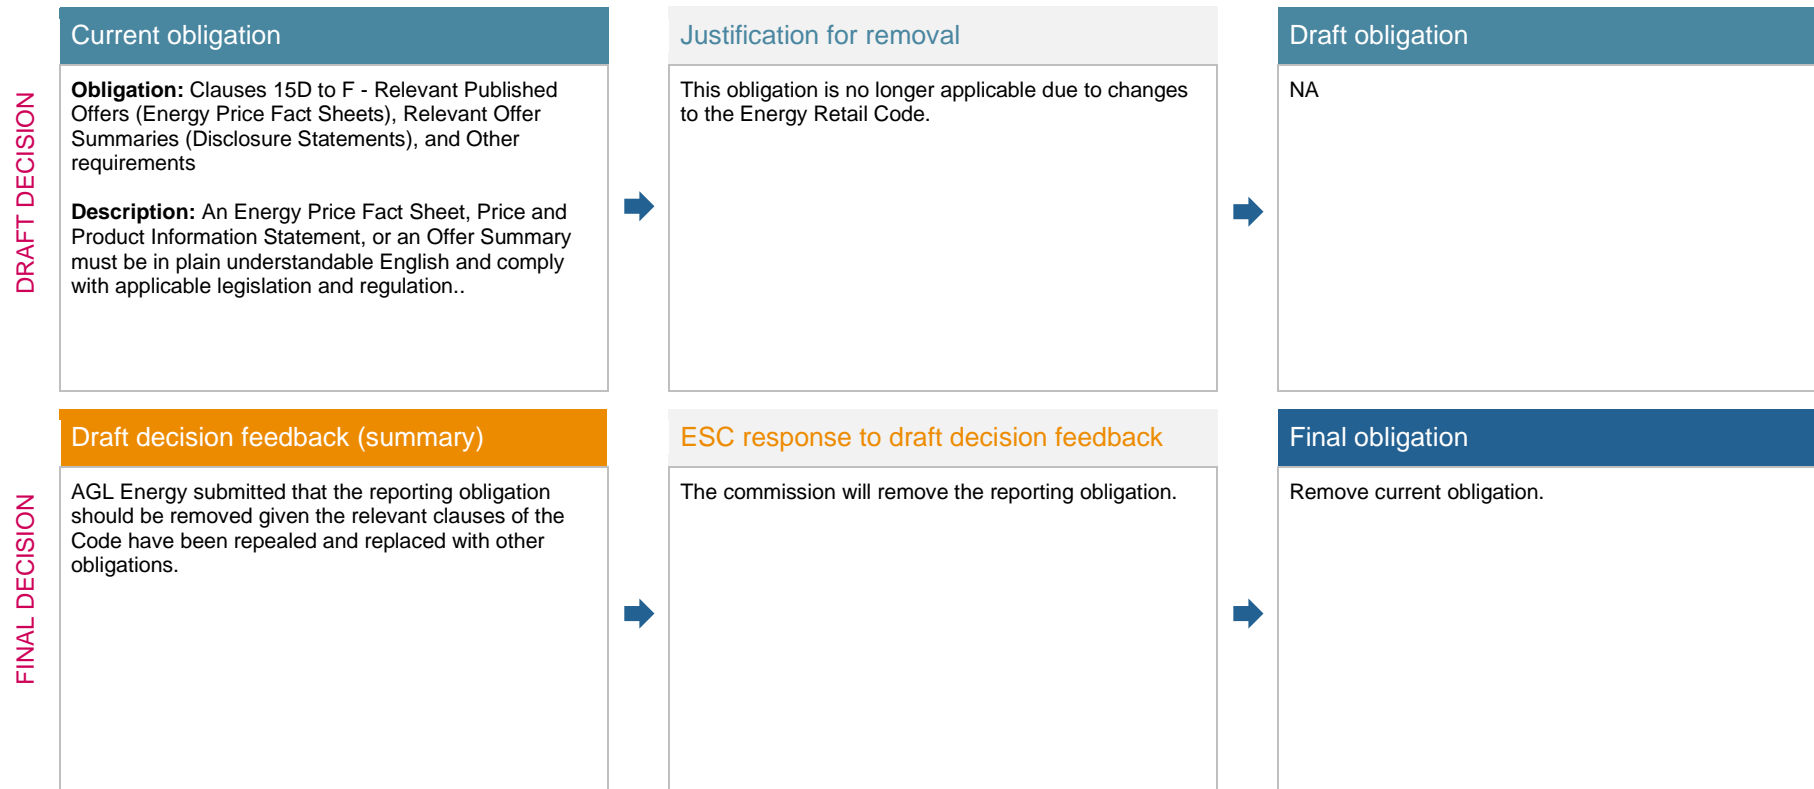 DRAFT DECISION
Current obligation
Obligation: Clauses 15D to F - Relevant Published
Offers (Energy Price Fact Sheets), Relevant Offer
Summaries (Disclosure Statements), and Other
requirements
Description: An Energy Price Fact Sheet, Price and
Product Information Statement, or an Offer Summary
must be in plain understandable English and comply
with applicable legislation and regulation..
Justification for removal
This obligation is no longer applicable due to changes
to the Energy Retail Code.
Draft obligation
NA
FINAL DECISION
Draft decision feedback (summary)
AGL Energy submitted that the reporting obligation
should be removed given the relevant clauses of the
Code have been repealed and replaced with other
obligations.
ESC response to draft decision feedback
The commission will remove the reporting obligation.
Final obligation
Remove current obligation.